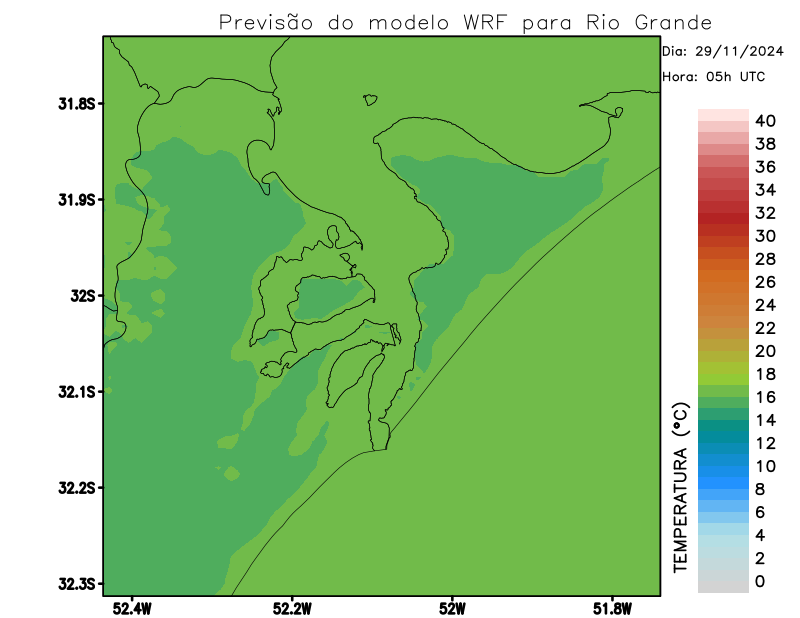 Previsão do modelo WRF para Rio Grande
Dia: 29/11/2024
Hora: 05h UTC
31.8S
31.9S
32S
32.1S
32.2S
32.3S
52.4W
52.2W
52W
51.8W
TEMPERATURA (°C)
40
38
36
34
32
30
28
26
24
22
20
18
16
14
12
10
8
6
4
2
0